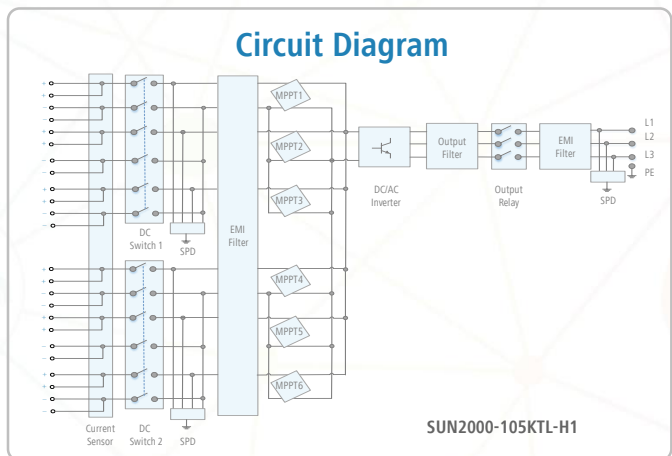 Circuit Diagram
+
+
−
−
+
+
−
−
+
+
−
−
MPPT1
MPPT2
MPPT3
DC
Switch 1
SPD
EMI
Filter
DC/AC
Inverter
Output
Filter
Output
Relay
EMI
Filter
L1
L2
L3
PE
SPD
+
+
−
−
+
+
−
−
+
+
−
−
MPPT4
MPPT5
MPPT6
Current
Sensor
DC
Switch 2
SPD
SUN2000-105KTL-H1